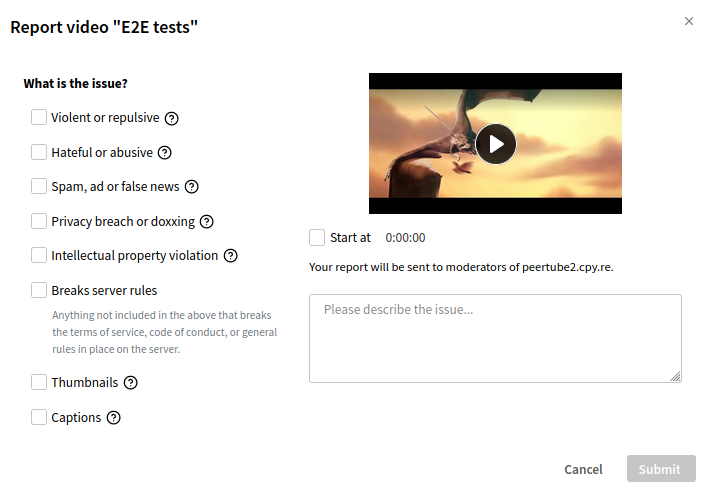 Report video "E2E tests"
What is the issue?
Violent or repulsive
Hateful or abusive
Spam, ad or false news
Privacy breach or doxxing
Intellectual property violation
Breaks server rules
Anything not included in the above that breaks
the terms of service, code of conduct, or general
rules in place on the server.
Thumbnails
Captions
Start at 0:00:00
Your report will be sent to moderators of peertube2.cpy.re.
Please describe the issue...
Cancel
Submit